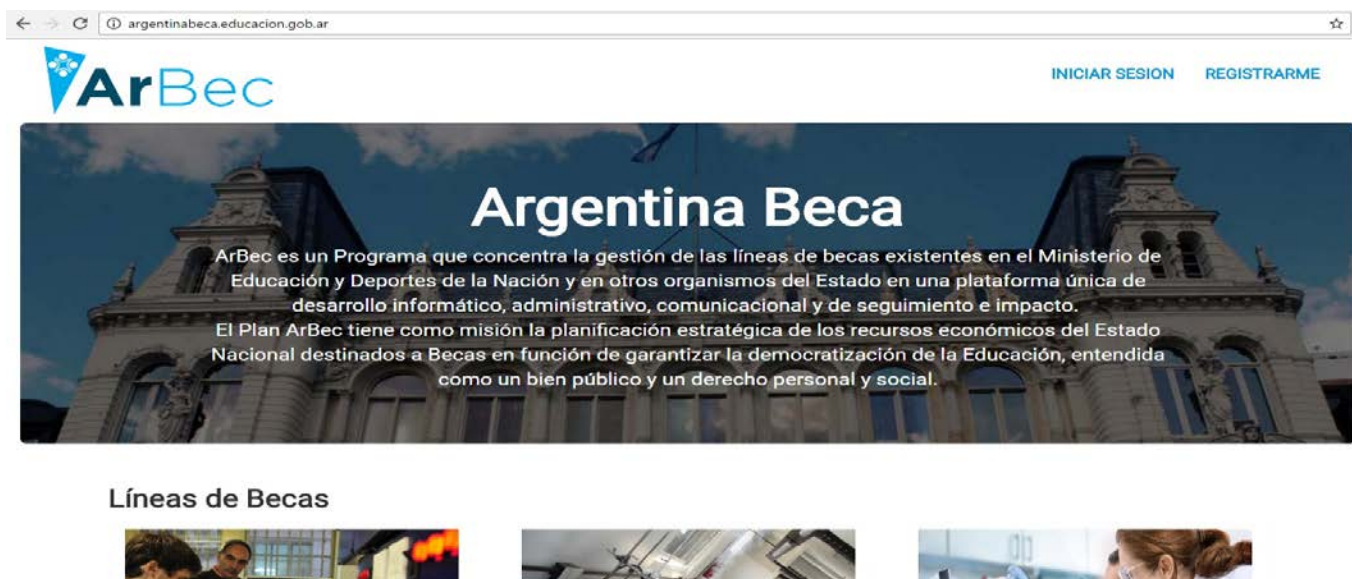 argentinabeca.educacion.gob.ar
ArBec
INICIAR SESION REGISTRARME
Argentina Beca
ArBec es un Programa que concentra la gestión de las líneas de becas existentes en el Ministerio de
Educación y Deportes de la Nación y en otros organismos del Estado en una plataforma única de
desarrollo informático, administrativo, comunicacional y de seguimiento e impacto.
El Plan ArBec tiene como misión la planificación estratégica de los recursos económicos del Estado
Nacional destinados a Becas en función de garantizar la democratización de la Educación, entendida
como un bien público y un derecho personal y social.
Líneas de Becas